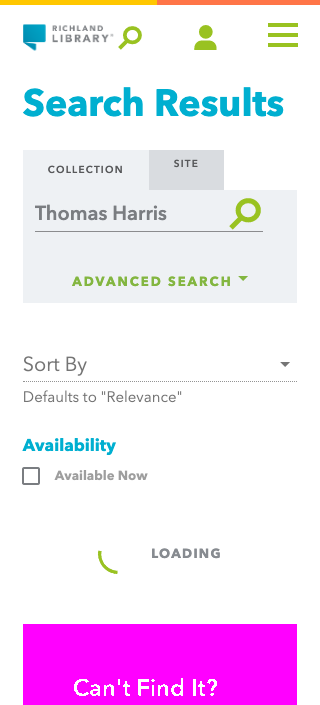 RICHLAND
LIBRARY
Search Results
COLLECTION
SITE
Thomas Harris
ADVANCED SEARCH
Sort By
Defaults to "Relevance"
Availability
Available Now
LOADING
Can't Find It?